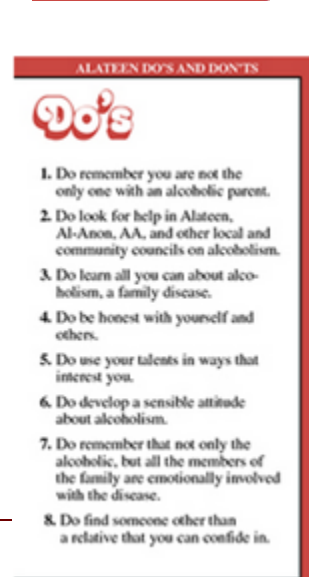 ALATEEN DO'S AND DON'TS
Do's
1. Do remember you are not the
only one with an alcoholic parent.
2. Do look for help in Alateen,
Al-Anon, AA, and other local and
community councils on alcoholism.
3. Do learn all you can about alco-
holism, a family disease.
4. Do be honest with yourself and
others.
5. Do use your talents in ways that
interest you.
6. Do develop a sensible attitude
about alcoholism.
7. Do remember that not only the
alcoholic, but all the members of
the family are emotionally involved
with the disease.
8. Do find someone other than
a relative that you can confide in.